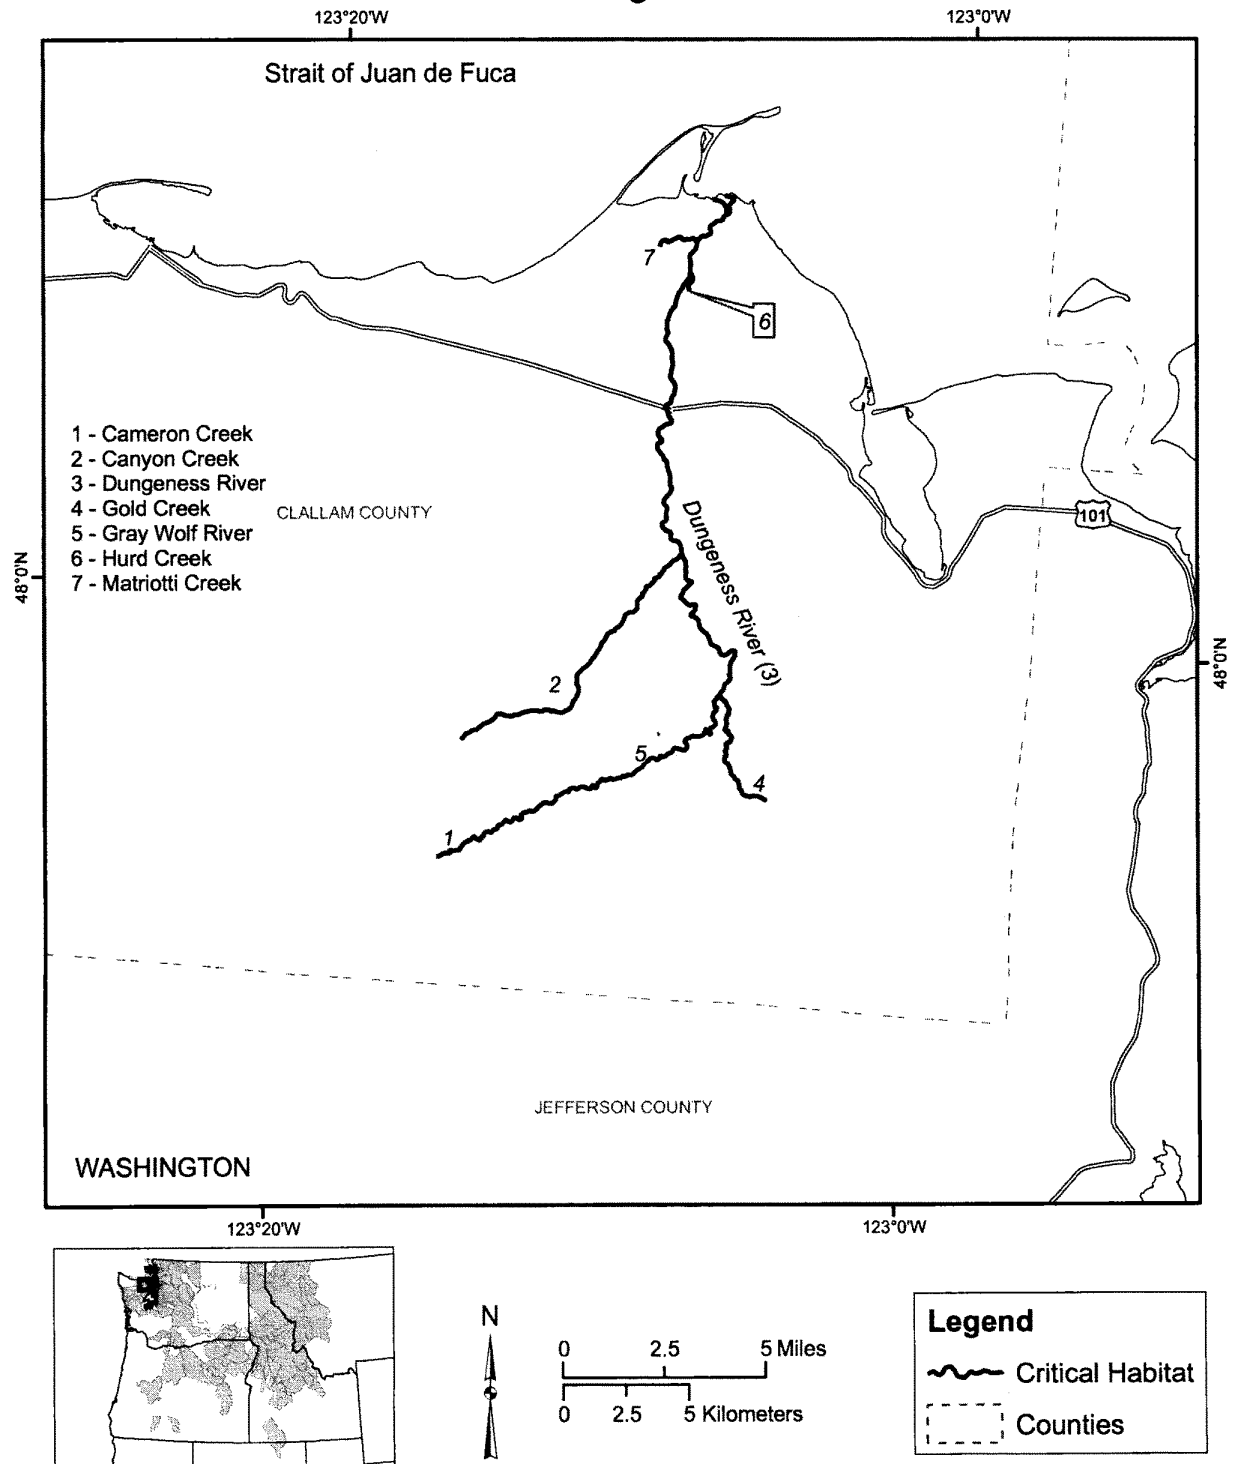 123°20'W
123°0'W
Strait of Juan de Fuca
7
6
1 - Cameron Creek
2 - Canyon Creek
3 - Dungeness River
4 - Gold Creek
5 - Gray Wolf River
6 - Hurd Creek
7 - Matriotti Creek
CLALLAM COUNTY
101
48°0'N
Dungeness River (3)
48°0'N
2
5
4
1
JEFFERSON COUNTY
WASHINGTON
123°20'W
123°0'W
N
0 2.5 5 Miles
0 2.5 5 Kilometers
Legend
Critical Habitat
Counties